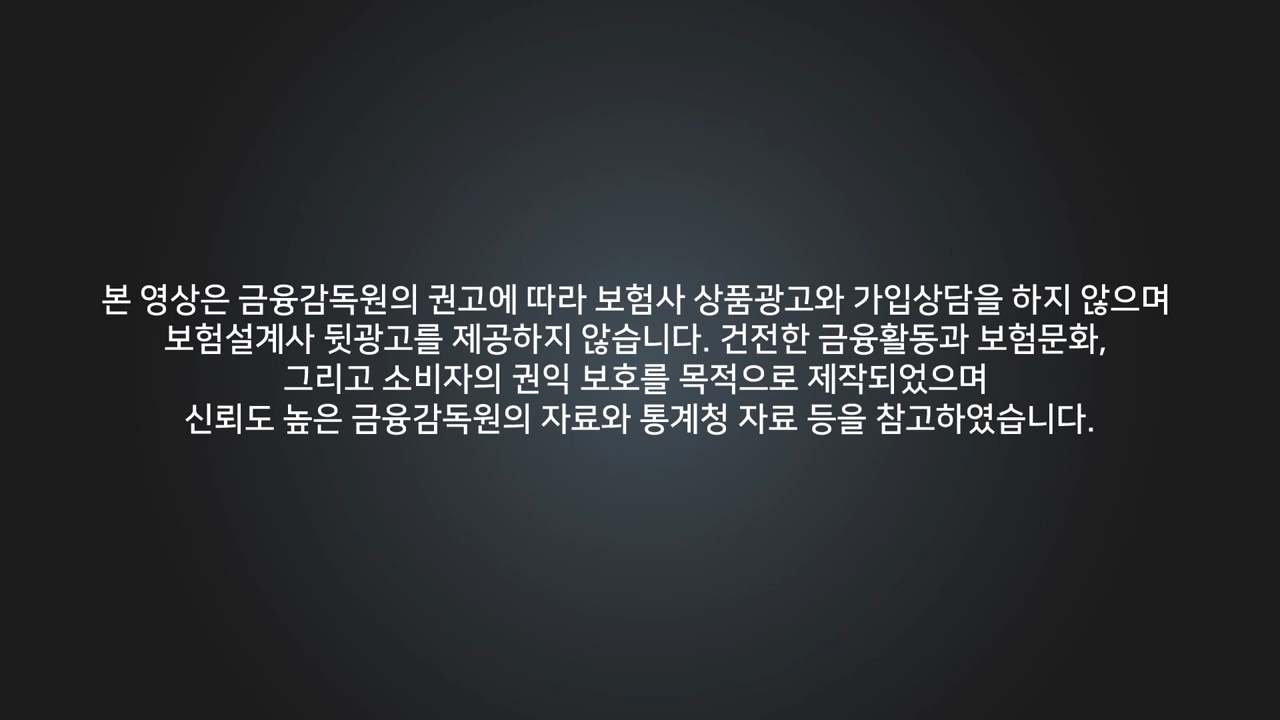 본 영상은 금융감독원의 권고에 따라 보험사 상품광고와 가입상담을 하지 않으며
보험설계사 뒷광고를 제공하지 않습니다. 건전한 금융활동과 보험문화,
그리고 소비자의 권익 보호를 목적으로 제작되었으며
신뢰도 높은 금융감독원의 자료와 통계청 자료 등을 참고하였습니다.